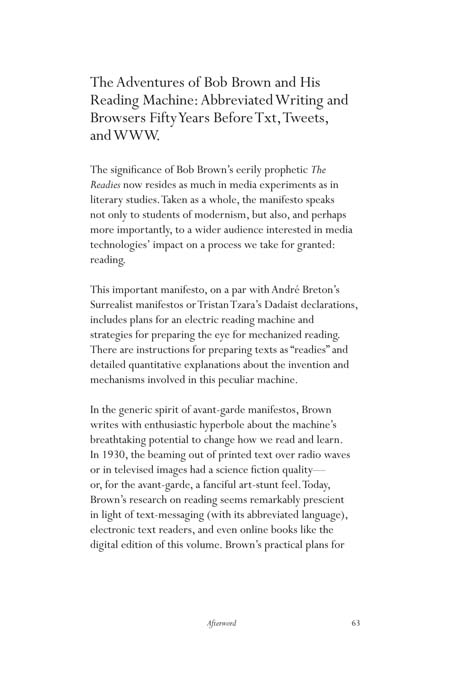 The Adventures of Bob Brown and His
Reading Machine: Abbreviated Writing and
Browsers Fifty Years Before Txt, Tweets,
and WWW.
The significance of Bob Brown's eerily prophetic The
Readies now resides as much in media experiments as in
literary studies. Taken as a whole, the manifesto speaks
not only to students of modernism, but also, and perhaps
more importantly, to a wider audience interested in media
technologies' impact on a process we take for granted:
reading.
This important manifesto, on a par with André Breton's
Surrealist manifestos or Tristan Tzara's Dadaist declarations,
includes plans for an electric reading machine and
strategies for preparing the eye for mechanized reading.
There are instructions for preparing texts as “readies” and
detailed quantitative explanations about the invention and
mechanisms involved in this peculiar machine.
In the generic spirit of avant-garde manifestos, Brown
writes with enthusiastic hyperbole about the machine's
breathtaking potential to change how we read and learn.
In 1930, the beaming out of printed text over radio waves
or in televised images had a science fiction quality—
or, for the avant-garde, a fanciful art-stunt feel. Today,
Brown's research on reading seems remarkably prescient
in light of text-messaging (with its abbreviated language),
electronic text readers, and even online books like the
digital edition of this volume. Brown's practical plans for
Afterword 63